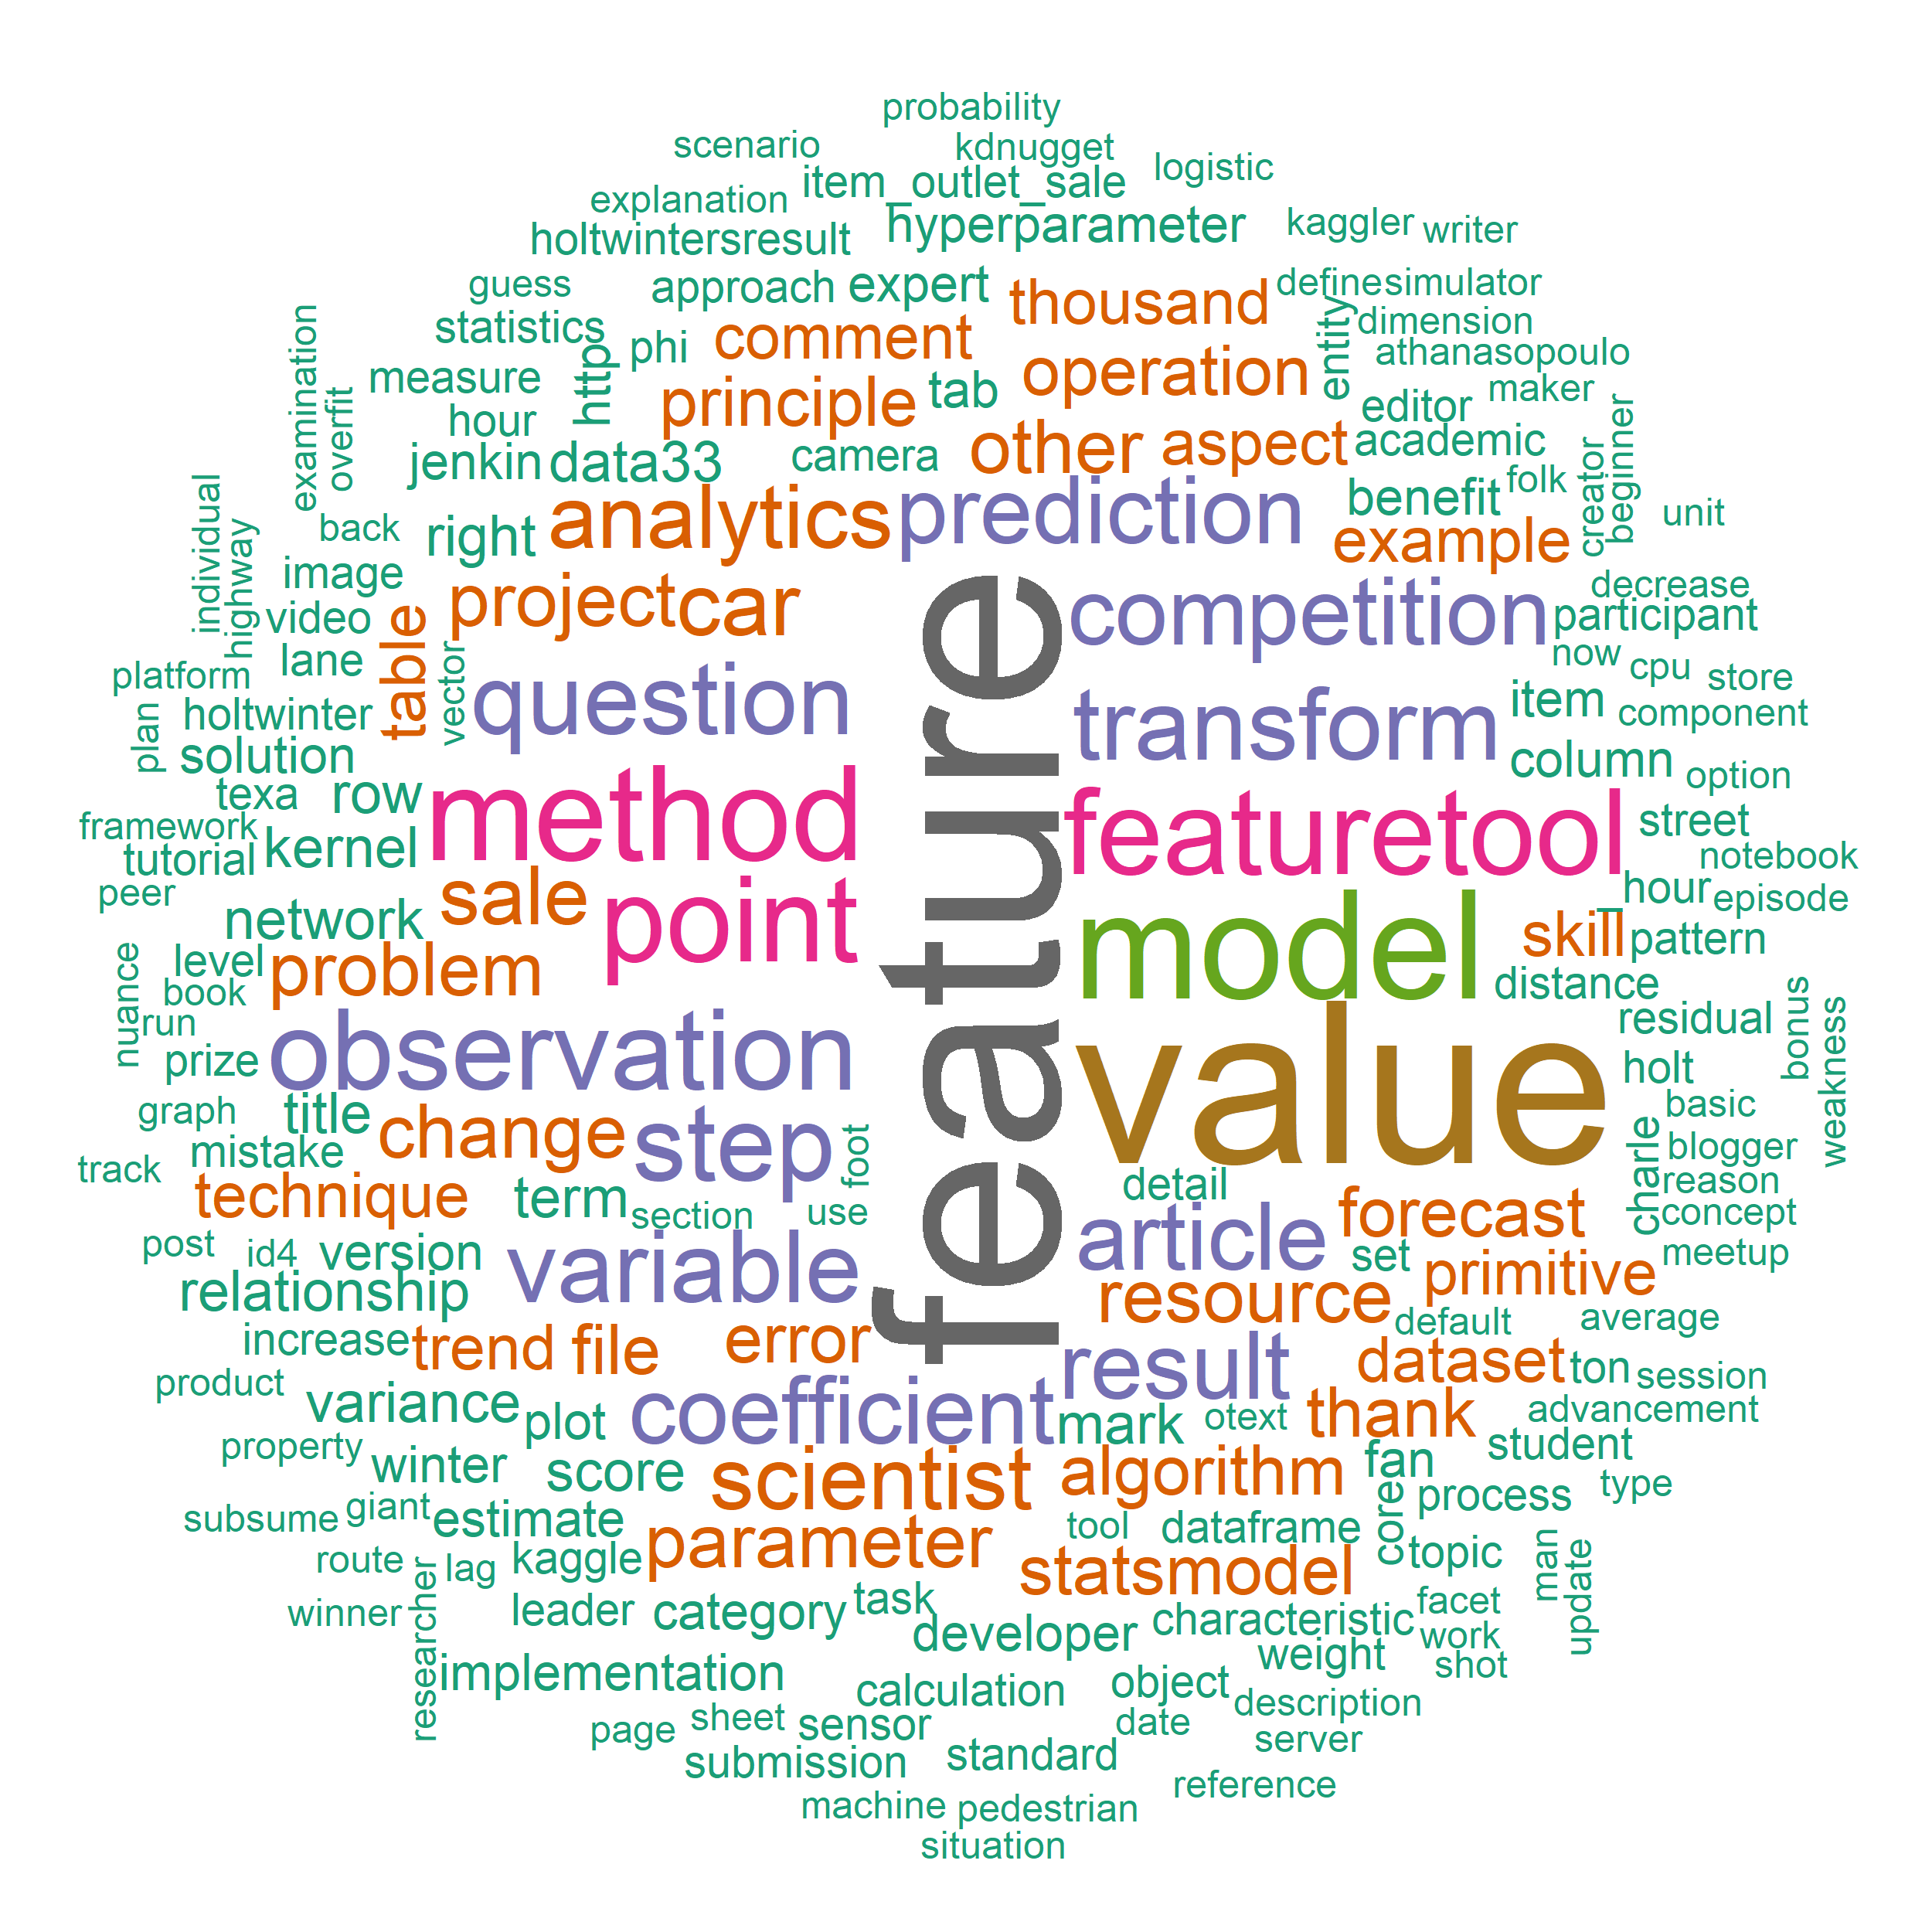 probability
scenario
kdnugget
logistic
explanation
item_outlet_sale
holtwintersresult
hyperparameter
kaggler
writer
guess
approach
expert
thousand
define
simulator
statistics
http
phi
comment
operation
entity
dimension
athanasopoulo
examination
overfit
measure
hour
principle
tab
editor
maker
jenkin
data33
camera
other
aspect
academic
beginner
creator
individual
highway
back
right
analytics
prediction
benefit
folk
example
unit
image
video
lane
table
vector
project
car
feature
competition
decrease
participant
now
cpu
store
platform
plan
holtwinter
solution
question
transform
item
component
column
option
texa
row
framework
tutorial
kernel
method
featuretool
street
notebook
peer
network
sale
point
model
_hour
episode
skill
pattern
nuance
level
book
problem
distance
run
prize
observation
value
residual
holt
bonus
weakness
graph
title
mistake
track
change
step
foot
detail
basic
charle
blogger
reason
technique
term
section
use
article
forecast
concept
post
id4
version
variable
set
primitive
meetup
relationship
resource
increase
trend
file
error
default
average
product
variance
plot
coefficient
result
dataset
ton
session
mark
otext
thank
advancement
property
winter
score
scientist
algorithm
fan
student
type
subsume
giant
estimate
parameter
tool
dataframe
core
process
route
researcher
lag
kaggle
statsmodel
topic
man
update
winner
leader
category
task
developer
characteristic
facet
work
weight
shot
implementation
calculation
object
description
page
sheet
sensor
date
server
submission
standard
reference
machine
pedestrian
situation